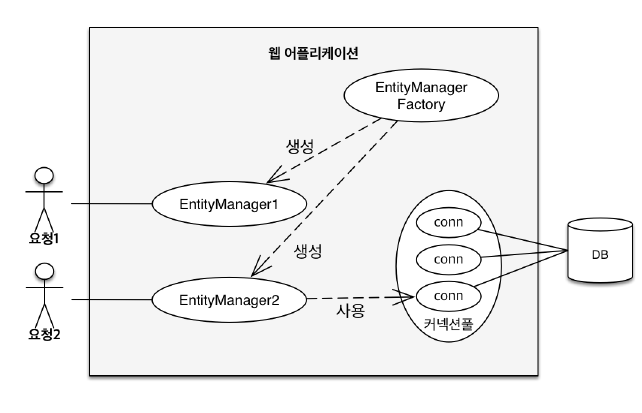 웹 어플리케이션
EntityManager
Factory
생성
EntityManager1
요청1
conn
생성
conn
DB
EntityManager2
conn
사용
커넥션풀
요청2